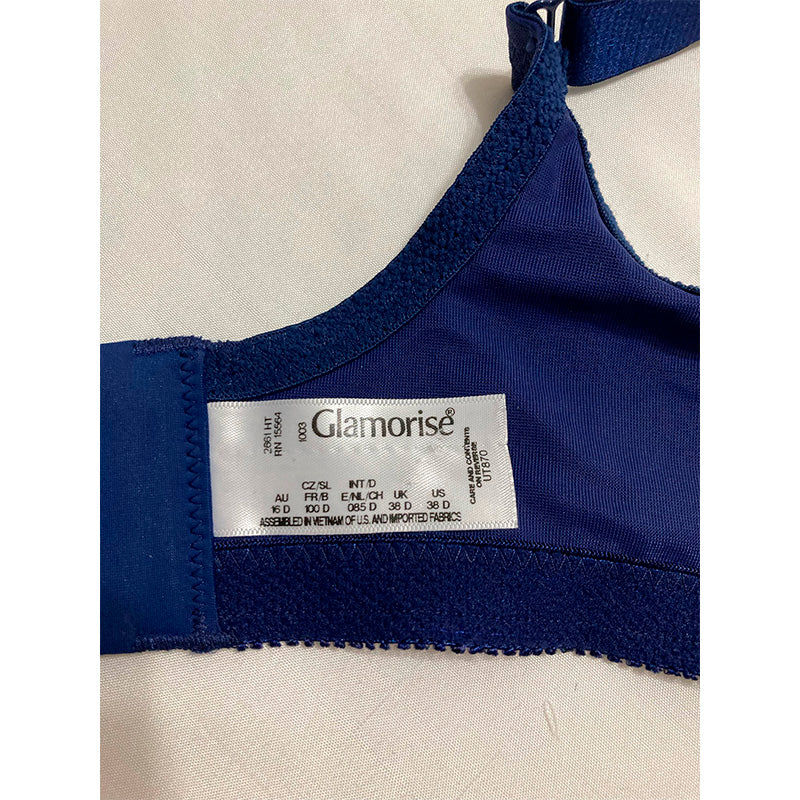 2661 HT
RN 15564
1003
Glamorise®
CARE AND CONTENTS
ON REVERSE
UT870
CZ/SL INT/D
AU FR/B E/NL/CH UK US
16 D 100 D 085 D 38 D 38 D
ASSEMBLED IN VIETNAM OF U.S. AND IMPORTED FABRICS